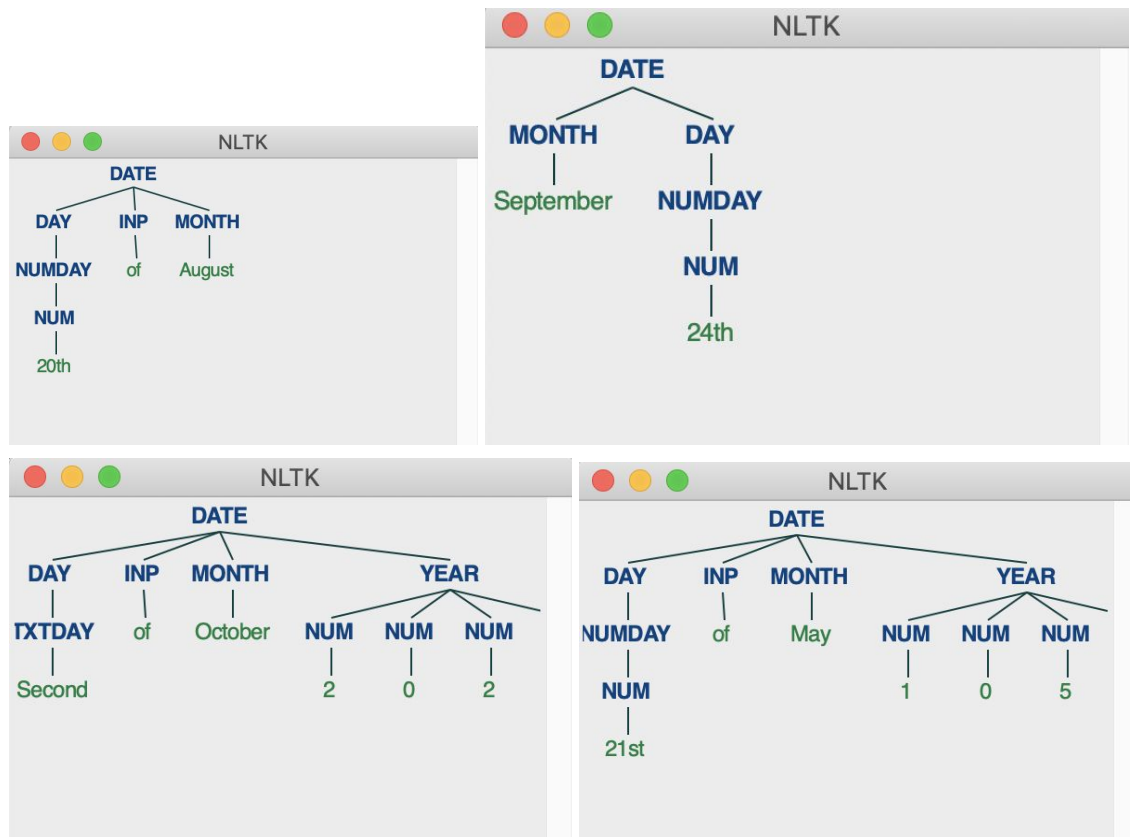 NLTK
DATE
DAY INP MONTH
NUMDAY of August
NUM
20th
NLTK
DATE
MONTH DAY
September NUMDAY
NUM
24th
NLTK
DATE
DAY INP MONTH YEAR
TXTDAY of October NUM NUM NUM
Second 2 0 2
NLTK
DATE
DAY INP MONTH YEAR
NUMDAY of May NUM NUM NUM
NUM 1 0 5
21st